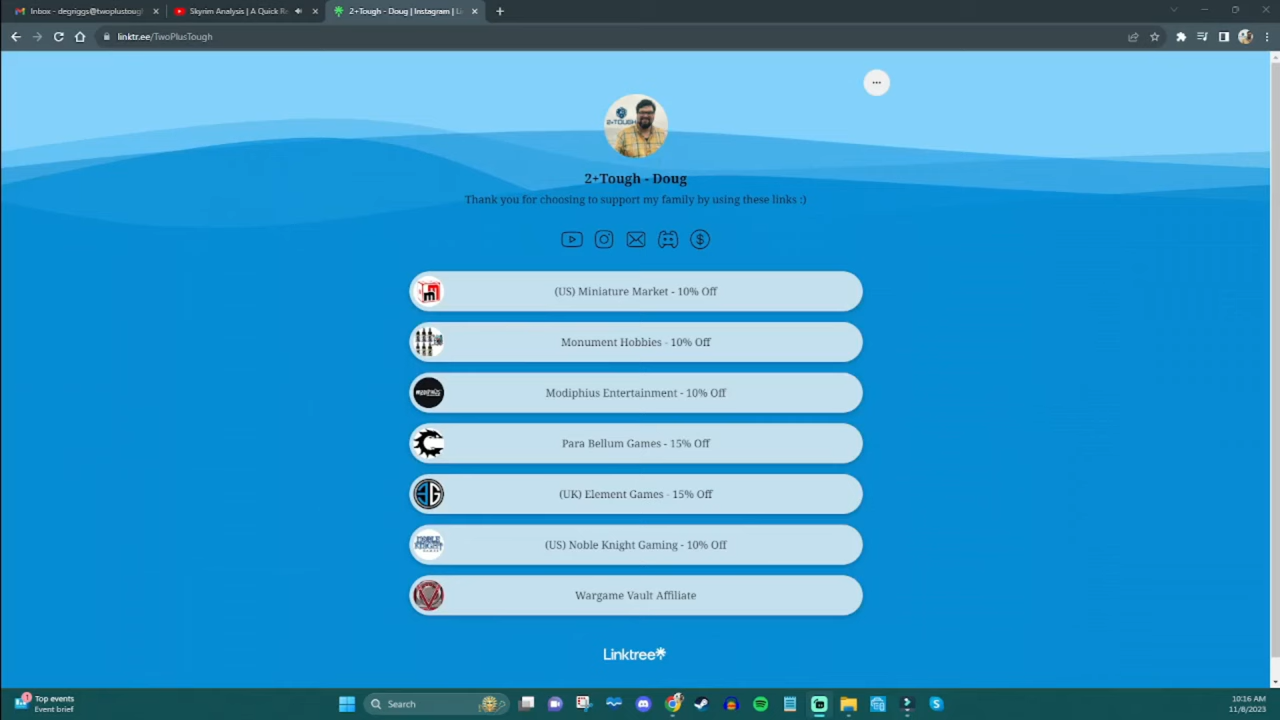 Inbox - degriggs@twoplustough
Skyrim Analysis | A Quick R
2+Tough - Doug | Instagram | L
linktr.ee/TwoPlusTough
2+TOUGH
2+Tough - Doug
Thank you for choosing to support my family by using these links :)
(US) Miniature Market - 10% Off
Monument Hobbies - 10% Off
Modiphius Entertainment - 10% Off
Para Bellum Games - 15% Off
(UK) Element Games - 15% Off
(US) Noble Knight Gaming - 10% Off
Wargame Vault Affiliate
Linktree
1
Top events
Event brief
Search
10:16 AM
11/8/2023